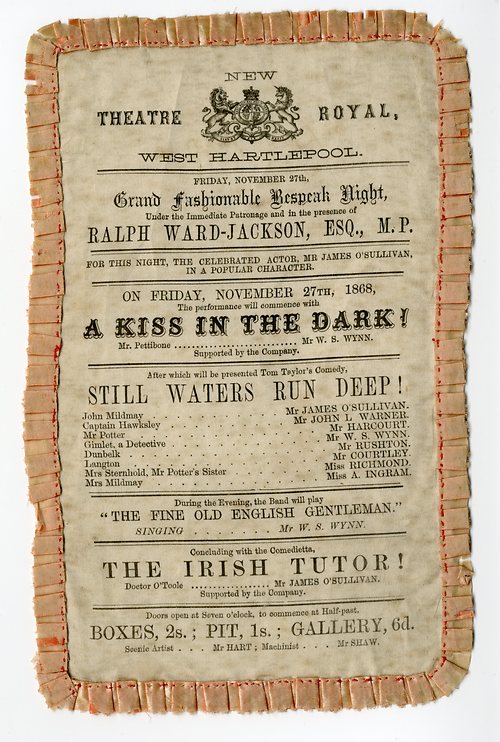 NEW
THEATRE ROYAL,
WEST HARTLEPOOL.
FRIDAY, NOVEMBER 27th,
Grand Fashionable Bespeak Night,
Under the Immediate Patronage and in the presence of
RALPH WARD-JACKSON, ESQ., M.P.
FOR THIS NIGHT, THE CELEBRATED ACTOR, MR JAMES O'SULLIVAN,
IN A POPULAR CHARACTER.
ON FRIDAY, NOVEMBER 27TH, 1868,
The performance will commence with
A KISS IN THE DARK!
Mr. Pettibone .............................. Mr W. S. WYNN.
Supported by the Company.
After which will be presented Tom Taylor's Comedy,
STILL WATERS RUN DEEP!
John Mildmay . . . . . . . . . . Mr JAMES O'SULLIVAN.
Captain Hawksley . . . . . . . . . . Mr JOHN L WARNER.
Mr Potter . . . . . . . . . . Mr HARCOURT.
Gimlet, a Detective . . . . . . . . . . Mr W. S. WYNN.
Dunbelk . . . . . . . . . . Mr RUSHTON.
Langton . . . . . . . . . . Mr COURTLEY.
Mrs Sternhold, Mr Potter's Sister . . . . . . . . . . Miss RICHMOND.
Mrs Mildmay . . . . . . . . . . Miss A. INGRAM.
During the Evening, the Band will play
"THE FINE OLD ENGLISH GENTLEMAN."
SINGING . . . . . . . . Mr W. S. WYNN.
Concluding with the Comedietta,
THE IRISH TUTOR!
Doctor O'Toole .................. Mr JAMES O'SULLIVAN.
Supported by the Company.
Doors open at Seven o'clock, to commence at Half-past.
BOXES, 2s.; PIT, 1s.; GALLERY, 6d.
Scenic Artist . . . Mr HART; Machinist . . . . Mr SHAW.